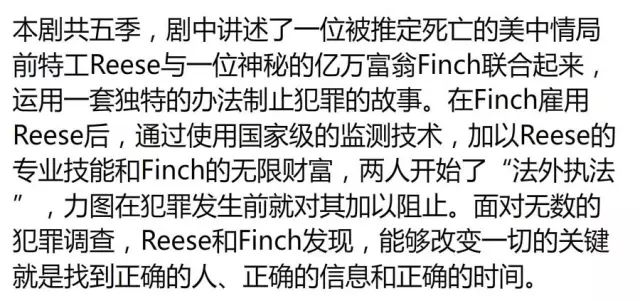 本剧共五季，剧中讲述了一位被推定死亡的美中情局
前特工Reese与一位神秘的亿万富翁Finch联合起来，
运用一套独特的办法制止犯罪的故事。在Finch雇用
Reese后，通过使用国家级的监测技术，加以Reese的
专业技能和Finch的无限财富，两人开始了“法外执法
”，力图在犯罪发生前就对其加以阻止。面对无数的
犯罪调查，Reese和Finch发现，能够改变一切的关键
就是找到正确的人、正确的信息和正确的时间。